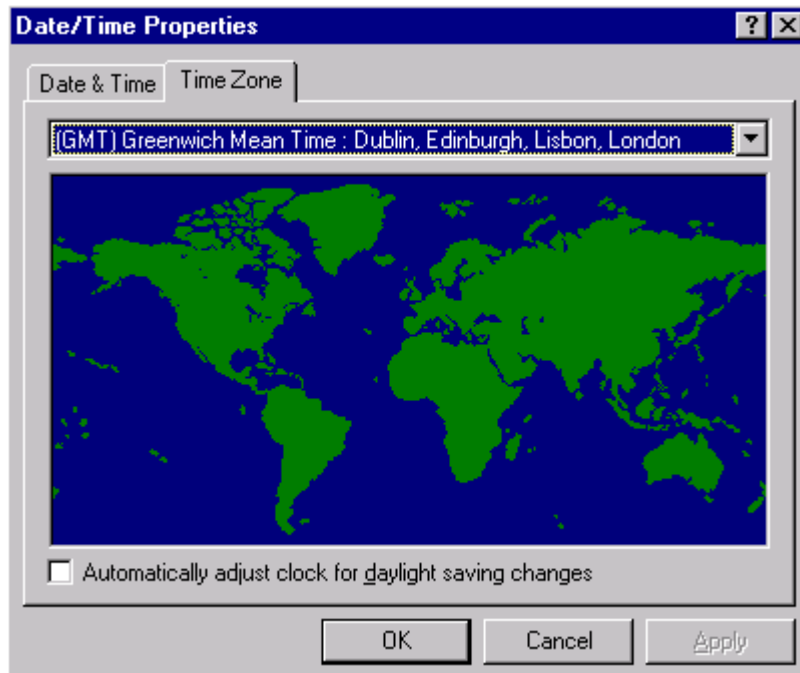 Date/Time Properties
Date & Time
Time Zone
(GMT) Greenwich Mean Time : Dublin, Edinburgh, Lisbon, London
Automatically adjust clock for daylight saving changes
OK
Cancel
Apply